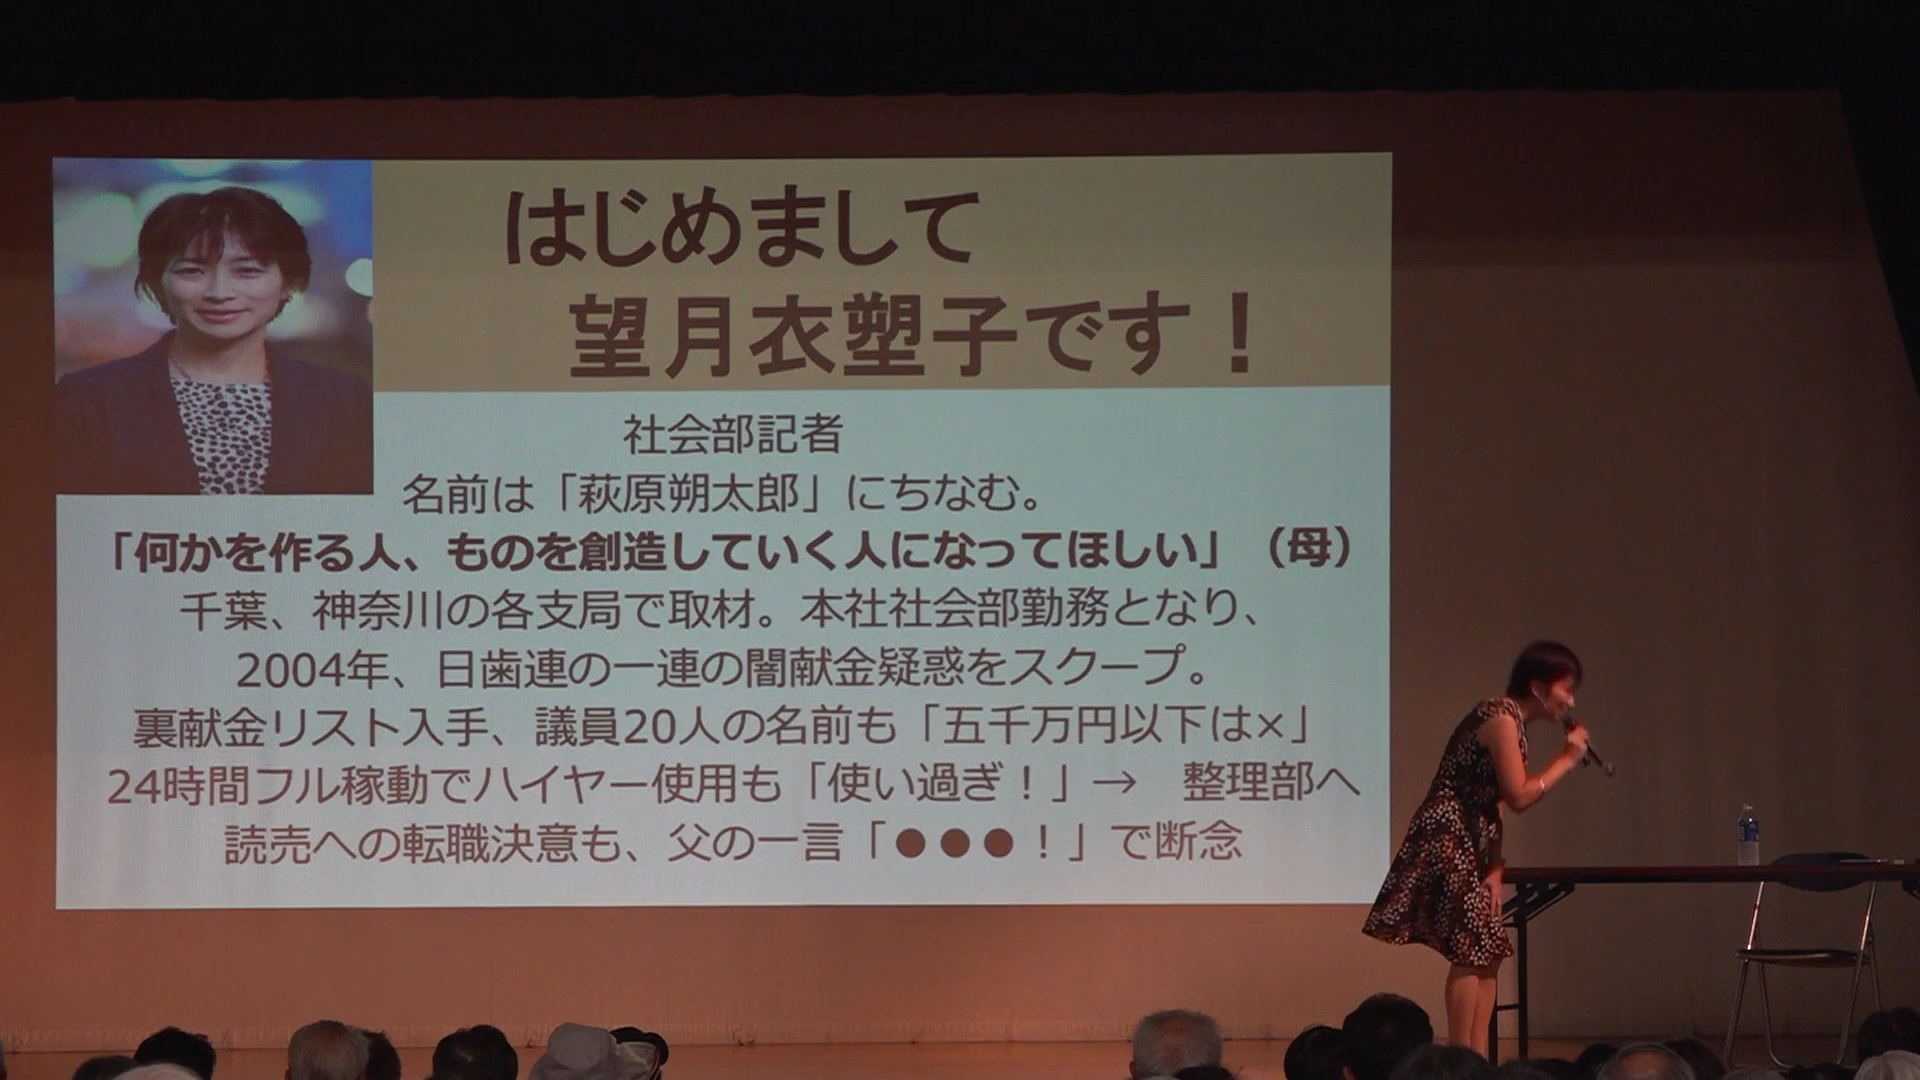 はじめまして
望月衣塑子です！
社会部記者
名前は「萩原朔太郎」にちなむ。
「何かを作る人、ものを創造していく人になってほしい」（母）
千葉、神奈川の各支局で取材。本社社会部勤務となり、
2004年、日歯連の一連の闇献金疑惑をスクープ。
裏献金リスト入手、議員20人の名前も「五千万円以下は×」
24時間フル稼動でハイヤー使用も「使い過ぎ！」→　整理部へ
読売への転職決意も、父の一言「●●●！」で断念